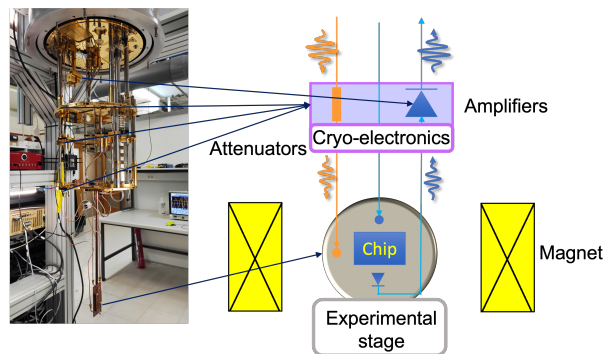 Amplifiers
Cryo-electronics
Attenuators
Chip
Magnet
Experimental
stage